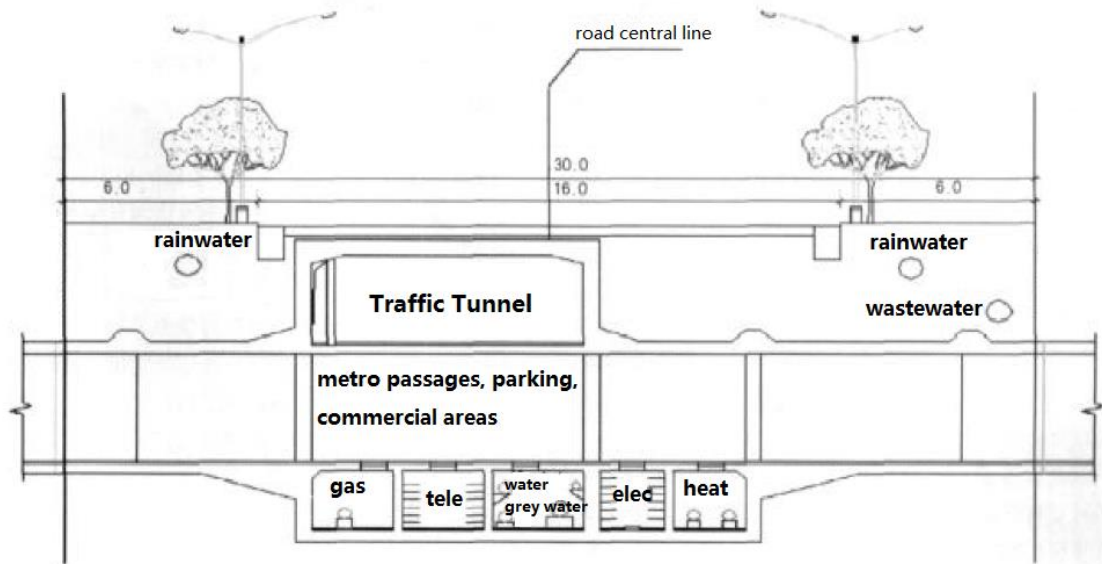 road central line
30.0
6.0
16.0
6.0
rainwater
rainwater
Traffic Tunnel
wastewater
metro passages, parking,
commercial areas
gas
tele
water
grey water
elec
heat